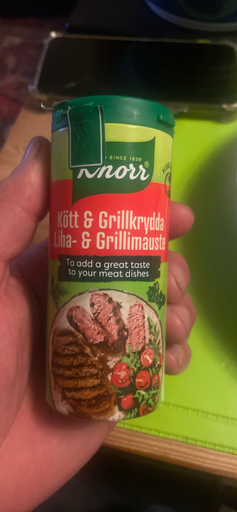 SINCE 1838
Knorr®
Kött & Grillkrydda
Liha- & Grillimauste
To add a great taste
to your meat dishes